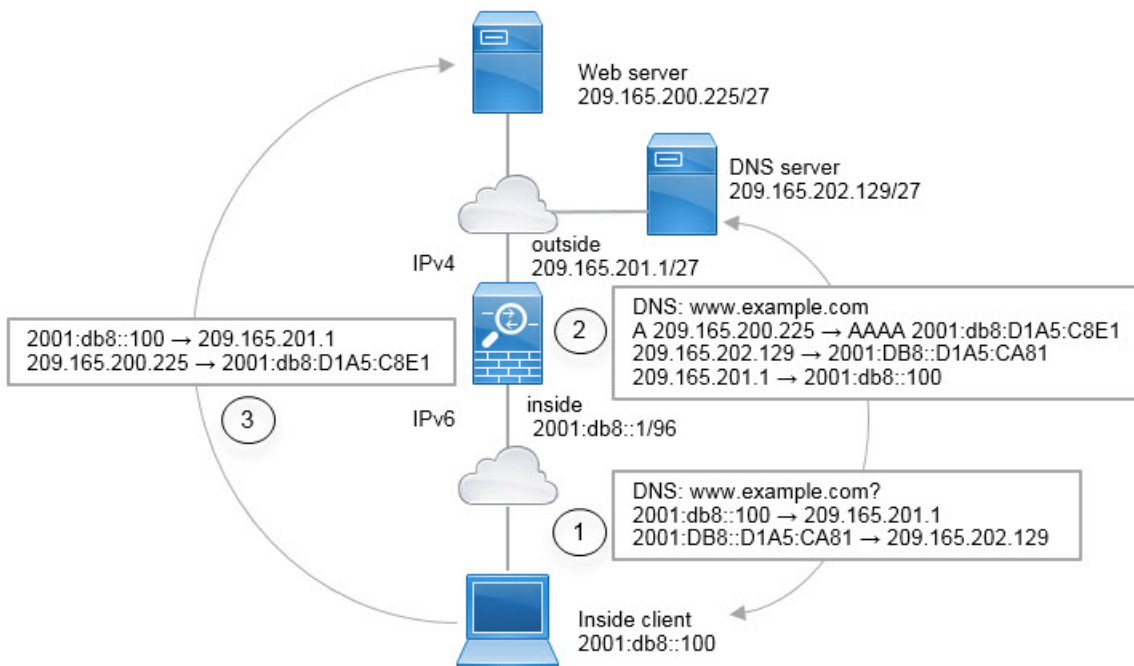 Web server
209.165.200.225/27
DNS server
209.165.202.129/27
IPv4
outside
209.165.201.1/27
2
DNS: www.example.com
A 209.165.200.225 → AAAA 2001:db8:D1A5:C8E1
209.165.202.129 → 2001:DB8::D1A5:CA81
209.165.201.1 → 2001:db8::100
2001:db8::100 → 209.165.201.1
209.165.200.225 → 2001:db8:D1A5:C8E1
3
IPv6
inside
2001:db8::1/96
1
DNS: www.example.com?
2001:db8::100 → 209.165.201.1
2001:DB8::D1A5:CA81 → 209.165.202.129
Inside client
2001:db8::100